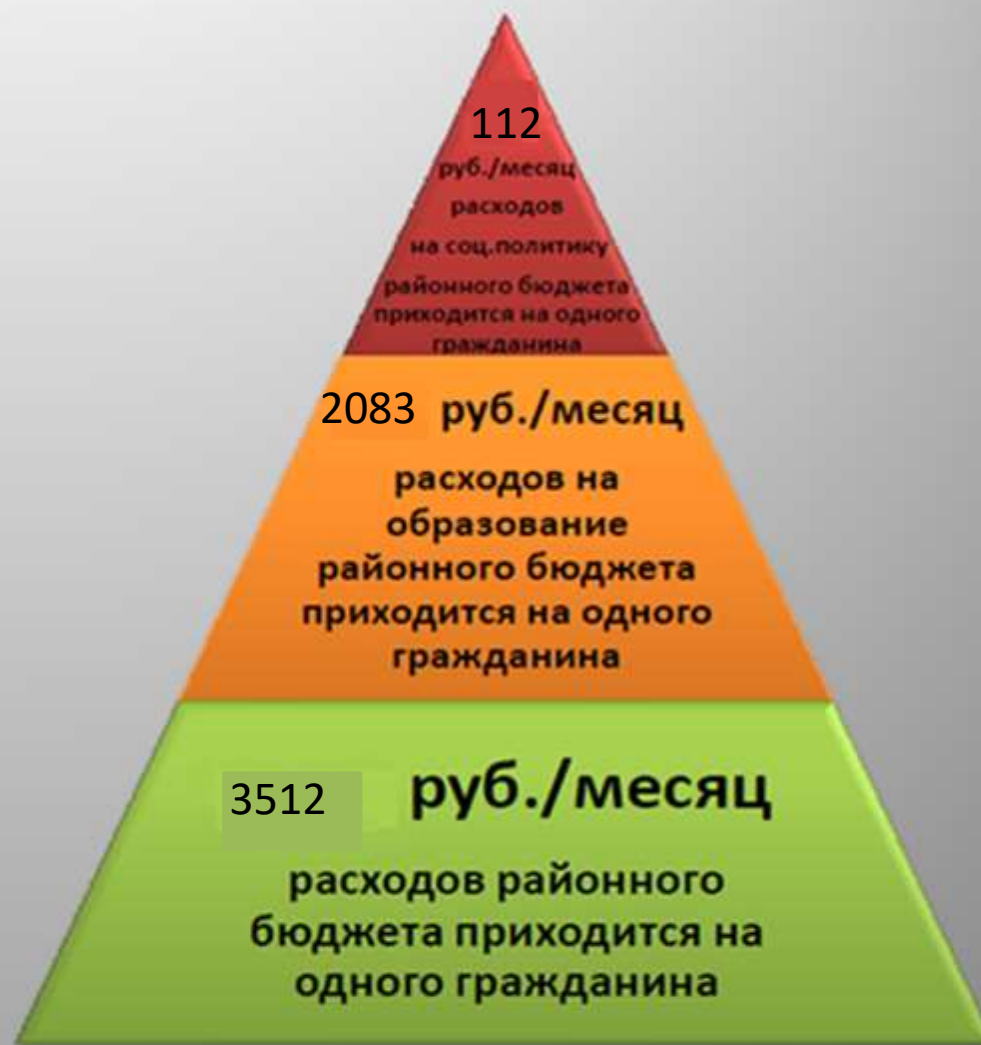 112
руб./месяц
расходов
на соц.политику
районного бюджета
приходится на одного
гражданина
2083 руб./месяц
расходов на
образование
районного бюджета
приходится на одного
гражданина
3512 руб./месяц
расходов районного
бюджета приходится на
одного гражданина